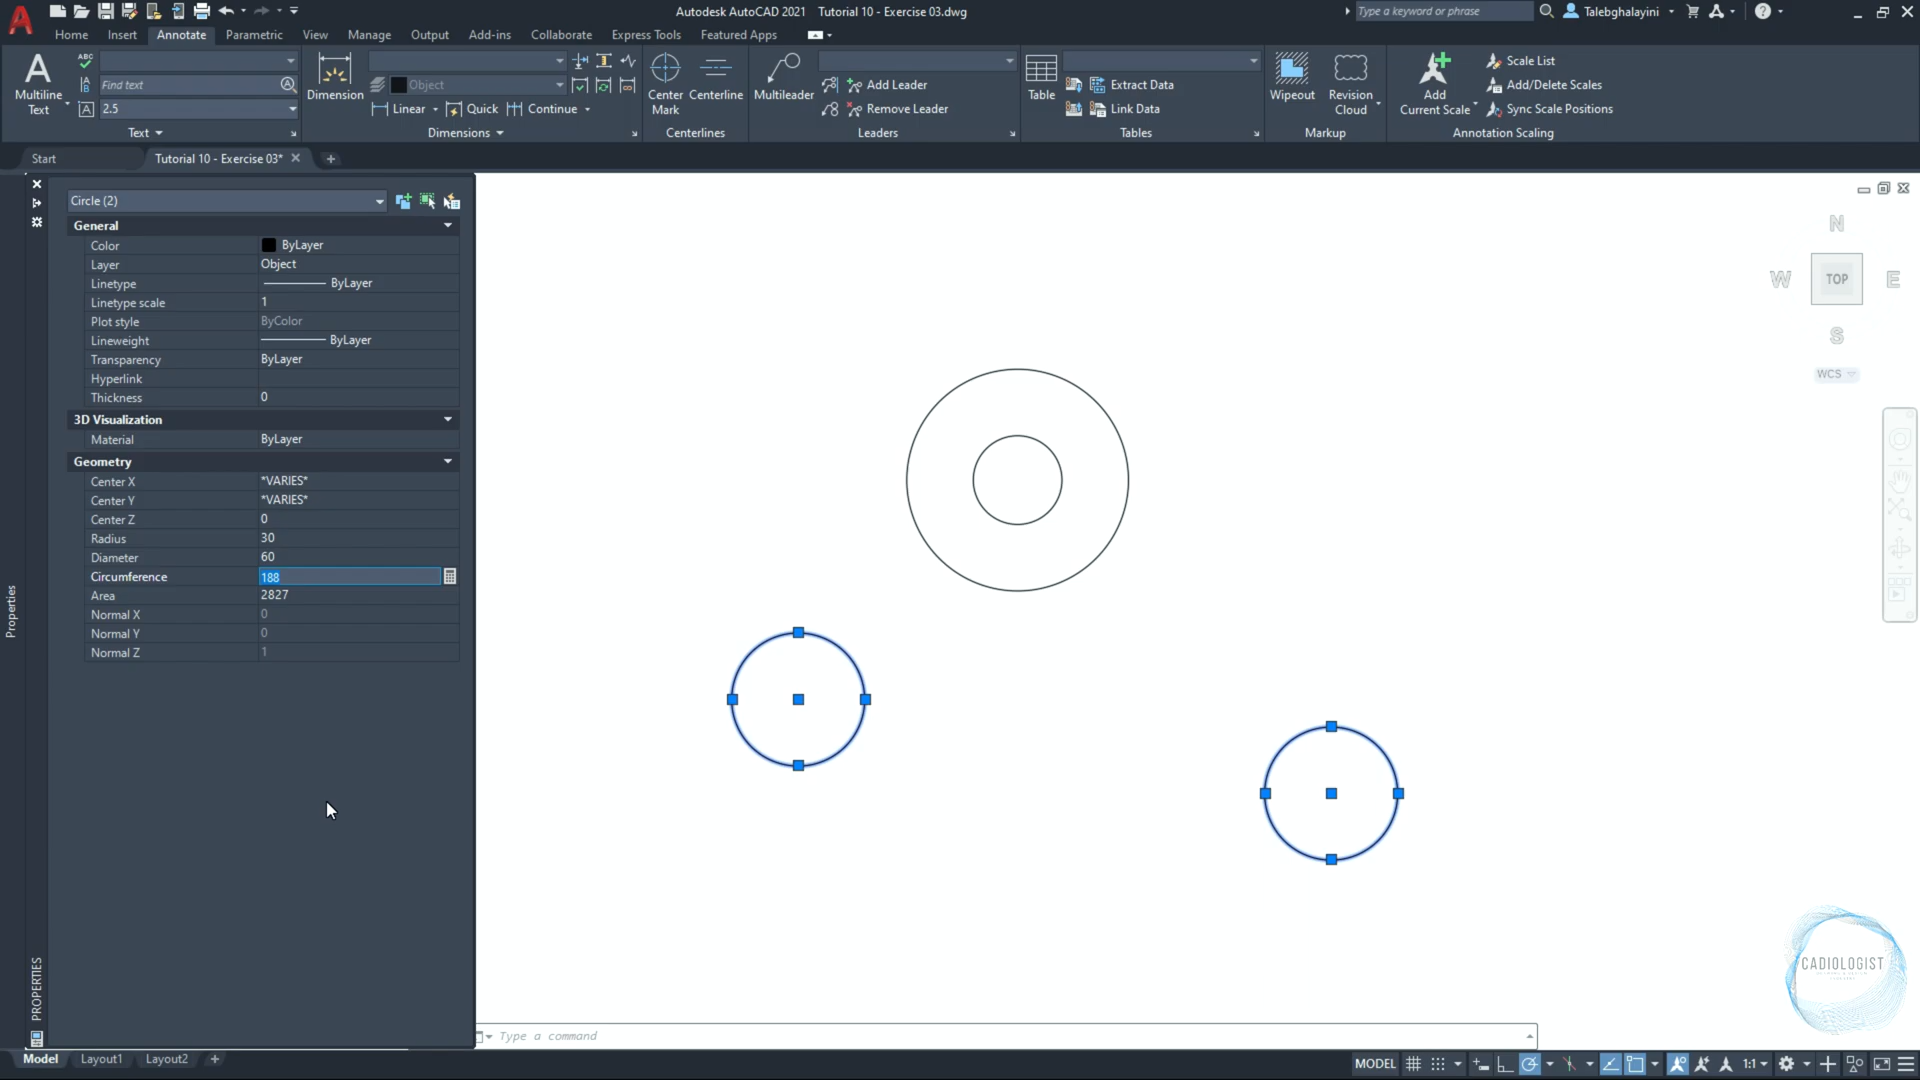 Autodesk AutoCAD 2021 Tutorial 10 - Exercise 03.dwg
Type a keyword or phrase
Talebghalayini
Home Insert Annotate Parametric View Manage Output Add-ins Collaborate Express Tools Featured Apps
Multiline Text
Find text
2.5
Text
Dimension
Object
Linear Quick Continue
Dimensions
Center Mark
Centerline
Centerlines
Multileader
Add Leader
Remove Leader
Leaders
Table
Extract Data
Link Data
Tables
Wipeout
Revision Cloud
Markup
Add Current Scale
Scale List
Add/Delete Scales
Sync Scale Positions
Annotation Scaling
Start
Tutorial 10 - Exercise 03*
Circle (2)
General
Color ByLayer
Layer Object
Linetype ByLayer
Linetype scale 1
Plot style ByColor
Lineweight ByLayer
Transparency ByLayer
Hyperlink
Thickness 0
3D Visualization
Material ByLayer
Geometry
Center X *VARIES*
Center Y *VARIES*
Center Z 0
Radius 30
Diameter 60
Circumference 188
Area 2827
Normal X 0
Normal Y 0
Normal Z 1
Properties
PROPERTIES
N
W TOP E
S
WCS
CADIOLOGIST
Type a command
Model Layout1 Layout2
MODEL
1:1